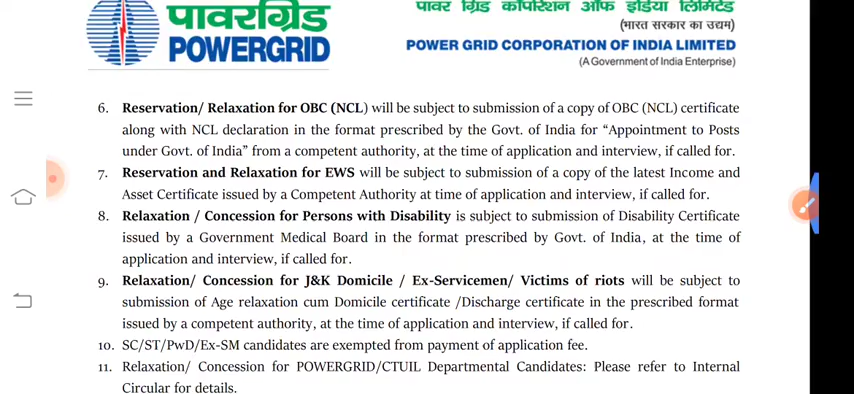 पावरग्रिड
POWERGRID
पावर ग्रिड कॉर्पोरेशन ऑफ इंडिया लिमिटेड
(भारत सरकार का उद्यम)
POWER GRID CORPORATION OF INDIA LIMITED
(A Government of India Enterprise)
6. Reservation/ Relaxation for OBC (NCL) will be subject to submission of a copy of OBC (NCL) certificate
along with NCL declaration in the format prescribed by the Govt. of India for “Appointment to Posts
under Govt. of India” from a competent authority, at the time of application and interview, if called for.
7. Reservation and Relaxation for EWS will be subject to submission of a copy of the latest Income and
Asset Certificate issued by a Competent Authority at time of application and interview, if called for.
8. Relaxation / Concession for Persons with Disability is subject to submission of Disability Certificate
issued by a Government Medical Board in the format prescribed by Govt. of India, at the time of
application and interview, if called for.
9. Relaxation/ Concession for J&K Domicile / Ex-Servicemen/ Victims of riots will be subject to
submission of Age relaxation cum Domicile certificate /Discharge certificate in the prescribed format
issued by a competent authority, at the time of application and interview, if called for.
10. SC/ST/PwD/Ex-SM candidates are exempted from payment of application fee.
11. Relaxation/ Concession for POWERGRID/CTUIL Departmental Candidates: Please refer to Internal
Circular for details.